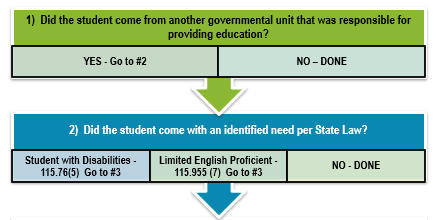 1) Did the student come from another governmental unit that was responsible for
providing education?
YES - Go to #2
NO – DONE
2) Did the student come with an identified need per State Law?
Student with Disabilities -
115.76(5) Go to #3
Limited English Proficient -
115.955 (7) Go to #3
NO - DONE